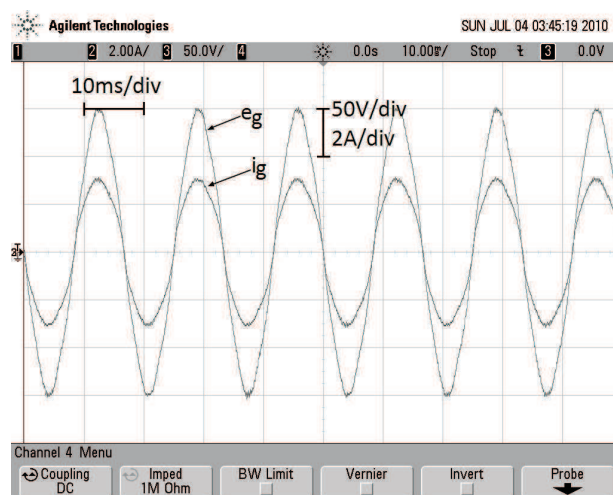 Agilent Technologies SUN JUL 04 03:45:19 2010
1 2 2.00A/ 3 50.0V/ 4 0.0s 10.00ms/ Stop 3 0.0V
10ms/div
eg
50V/div
2A/div
ig
2
Channel 4 Menu
Coupling Imped BW Limit Vernier Invert Probe
DC 1M Ohm